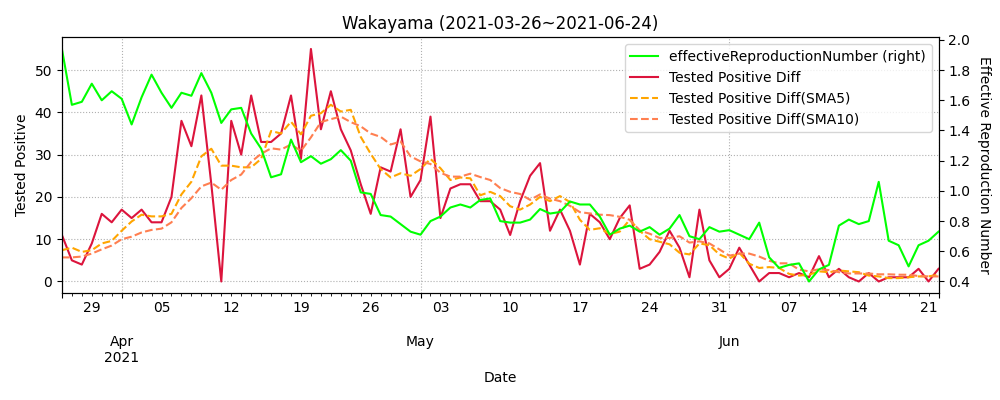 Wakayama (2021-03-26~2021-06-24)
effectiveReproductionNumber (right)
Tested Positive Diff
Tested Positive Diff(SMA5)
Tested Positive Diff(SMA10)
Tested Positive
50
40
30
20
10
0
2.0
1.8
1.6
1.4
1.2
1.0
0.8
0.6
0.4
Effective Reproduction Number
29 05 12 19 26 03 10 17 24 31 07 14 21
Apr May Jun
2021
Date